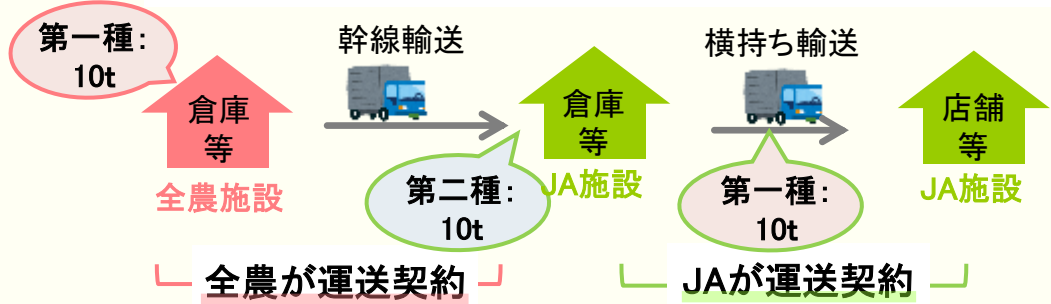 第一種：
10t
幹線輸送
横持ち輸送
倉庫
等
全農施設
第二種：
10t
倉庫
等
JA施設
第一種：
10t
店舗
等
JA施設
全農が運送契約
JAが運送契約